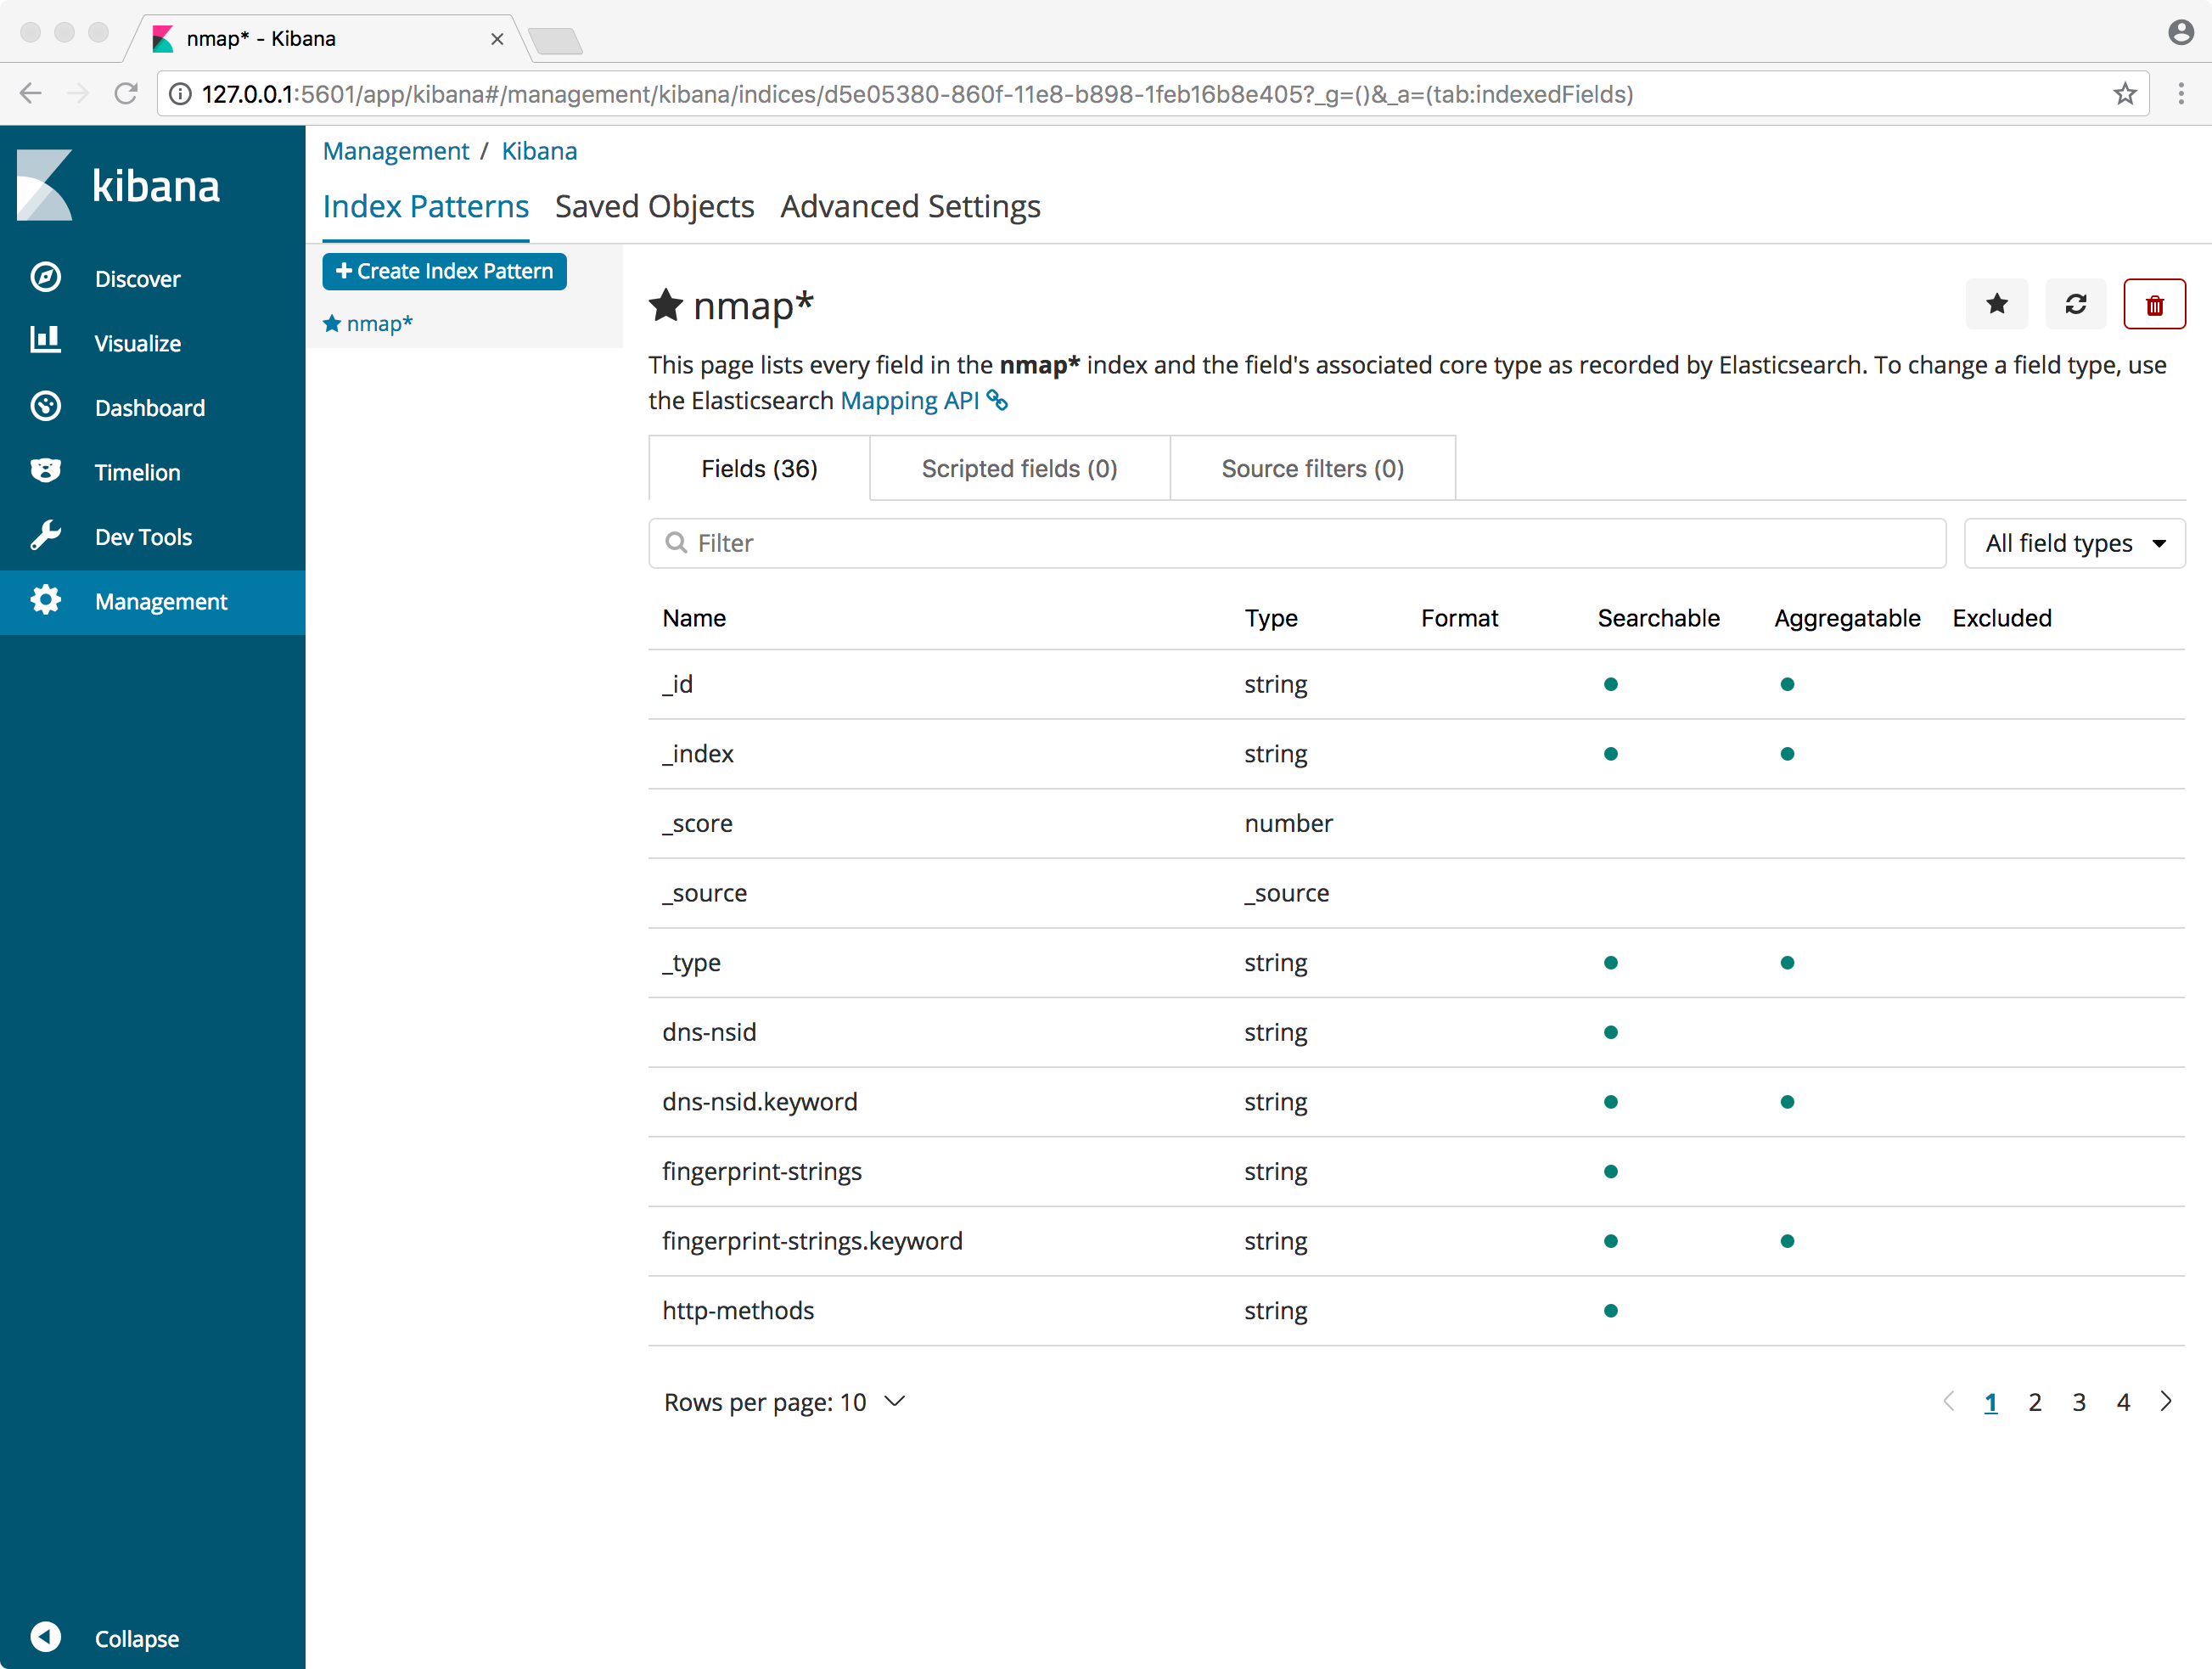 nmap* - Kibana
127.0.0.1:5601/app/kibana#/management/kibana/indices/d5e05380-860f-11e8-b898-1feb16b8e405?_g=()&_a=(tab:indexedFields)
kibana
Discover
Visualize
Dashboard
Timelion
Dev Tools
Management
Collapse
Management / Kibana
Index Patterns Saved Objects Advanced Settings
Create Index Pattern
nmap*
nmap*
This page lists every field in the nmap* index and the field's associated core type as recorded by Elasticsearch. To change a field type, use
the Elasticsearch Mapping API
Fields (36) Scripted fields (0) Source filters (0)
Filter All field types
Name Type Format Searchable Aggregatable Excluded
_id string
_index string
_score number
_source _source
_type string
dns-nsid string
dns-nsid.keyword string
fingerprint-strings string
fingerprint-strings.keyword string
http-methods string
Rows per page: 10 1 2 3 4